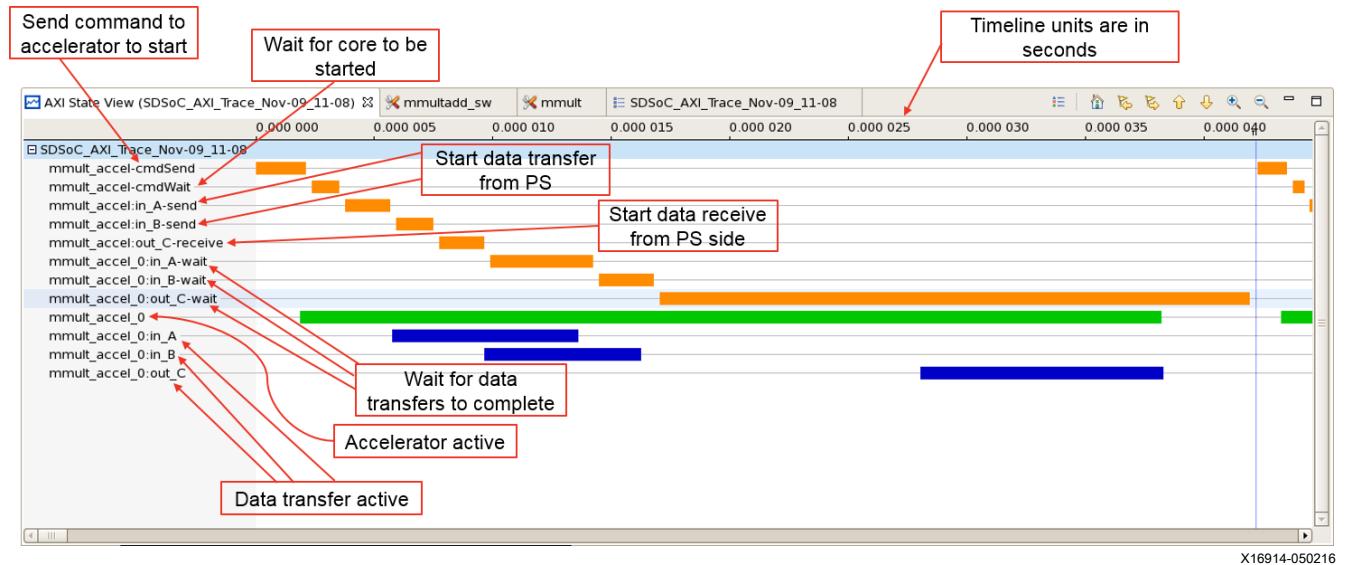 Send command to
accelerator to start
Wait for core to be
started
Timeline units are in
seconds
AXI State View (SDSoC_AXI_Trace_Nov-09_11-08)
mmultadd_sw
mmult
SDSoC_AXI_Trace_Nov-09_11-08
0.000 000
0.000 005
0.000 010
0.000 015
0.000 020
0.000 025
0.000 030
0.000 035
0.000 040
SDSoC_AXI_Trace_Nov-09_11-08
mmult_accel-cmdSend
mmult_accel-cmdWait
mmult_accel:in_A-send
mmult_accel:in_B-send
mmult_accel:out_C-receive
mmult_accel_0:in_A-wait
mmult_accel_0:in_B-wait
mmult_accel_0:out_C-wait
mmult_accel_0
mmult_accel_0:in_A
mmult_accel_0:in_B
mmult_accel_0:out_C
Start data transfer
from PS
Start data receive
from PS side
Wait for data
transfers to complete
Accelerator active
Data transfer active
X16914-050216